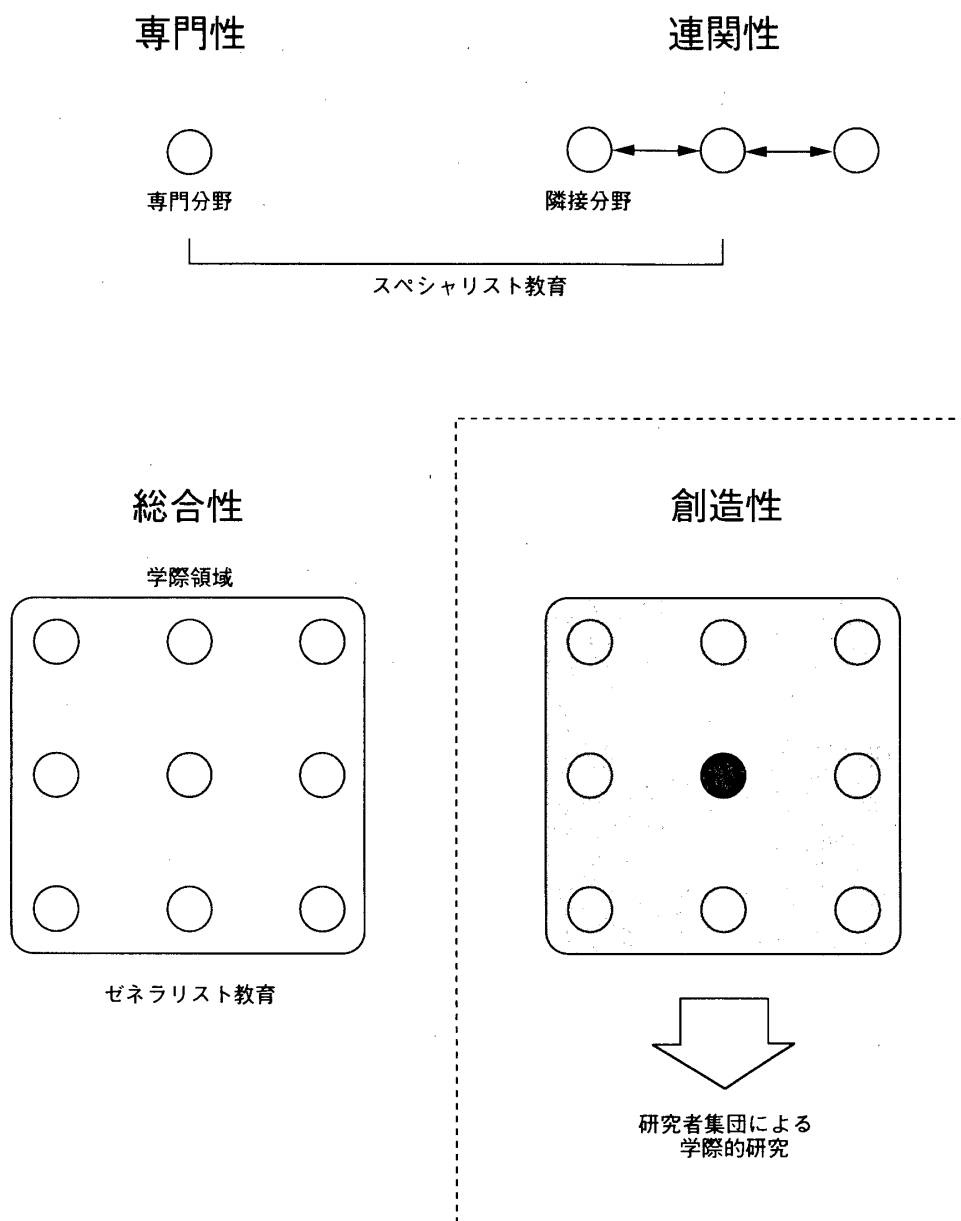 専門性
連関性
専門分野
隣接分野
スペシャリスト教育
総合性
創造性
学際領域
ゼネラリスト教育
研究者集団による
学際的研究